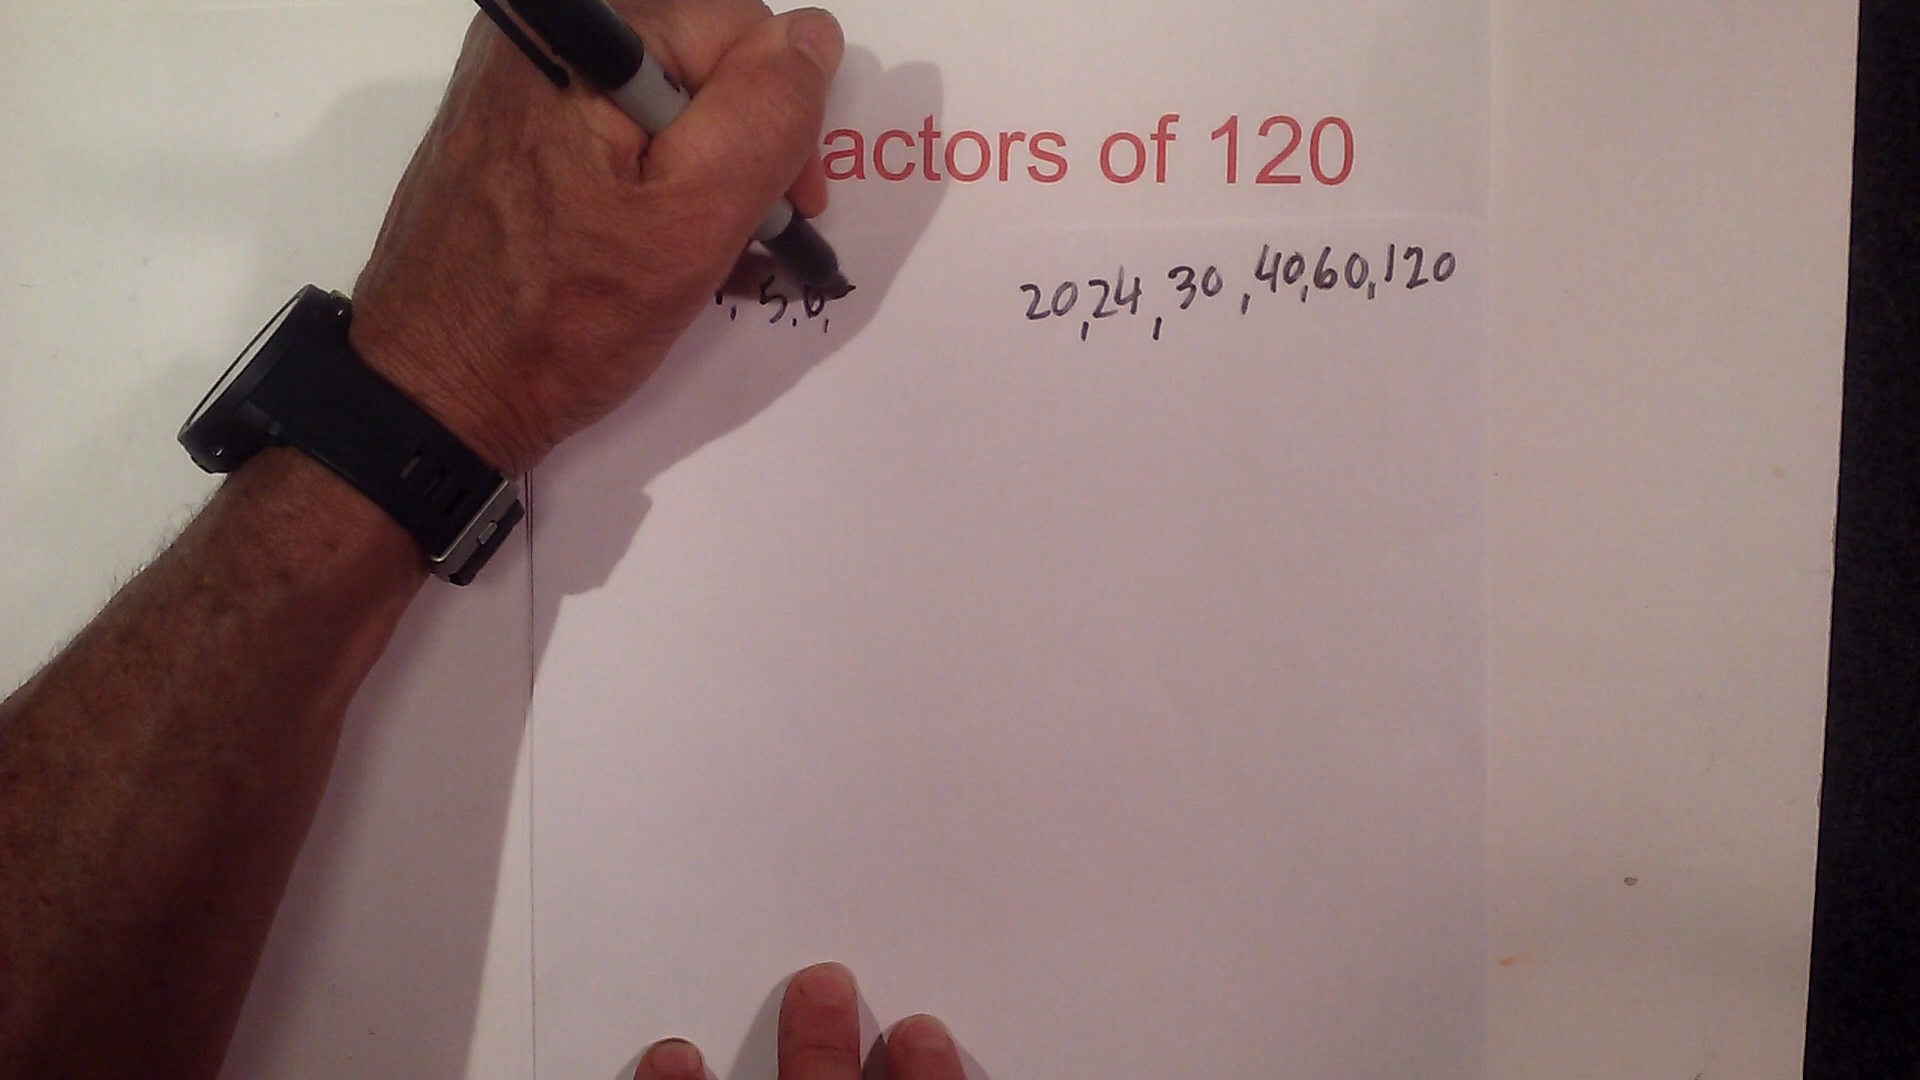 actors of 120
, 5, 6, 20, 24, 30, 40, 60, 120